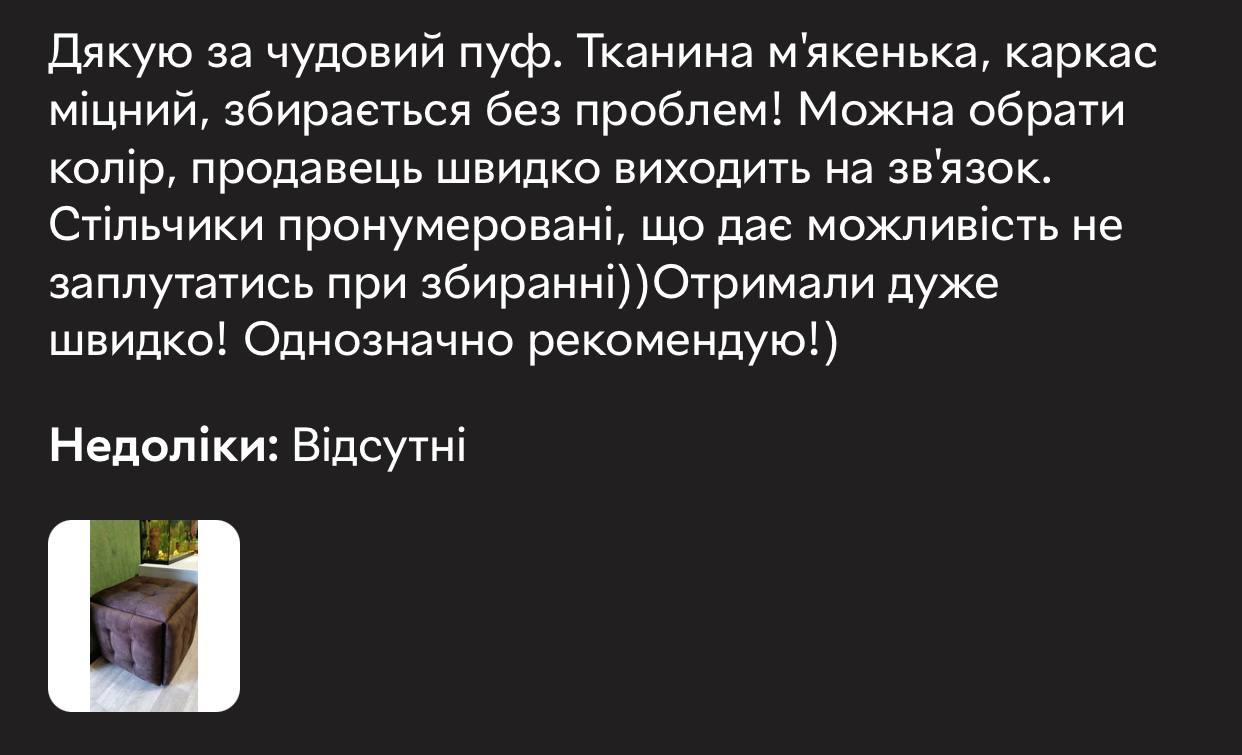 Дякую за чудовий пуф. Тканина м'якенька, каркас
міцний, збирається без проблем! Можна обрати
колір, продавець швидко виходить на зв'язок.
Стільчики пронумеровані, що дає можливість не
заплутатись при збиранні))Отримали дуже
швидко! Однозначно рекомендую!)
Недоліки: Відсутні